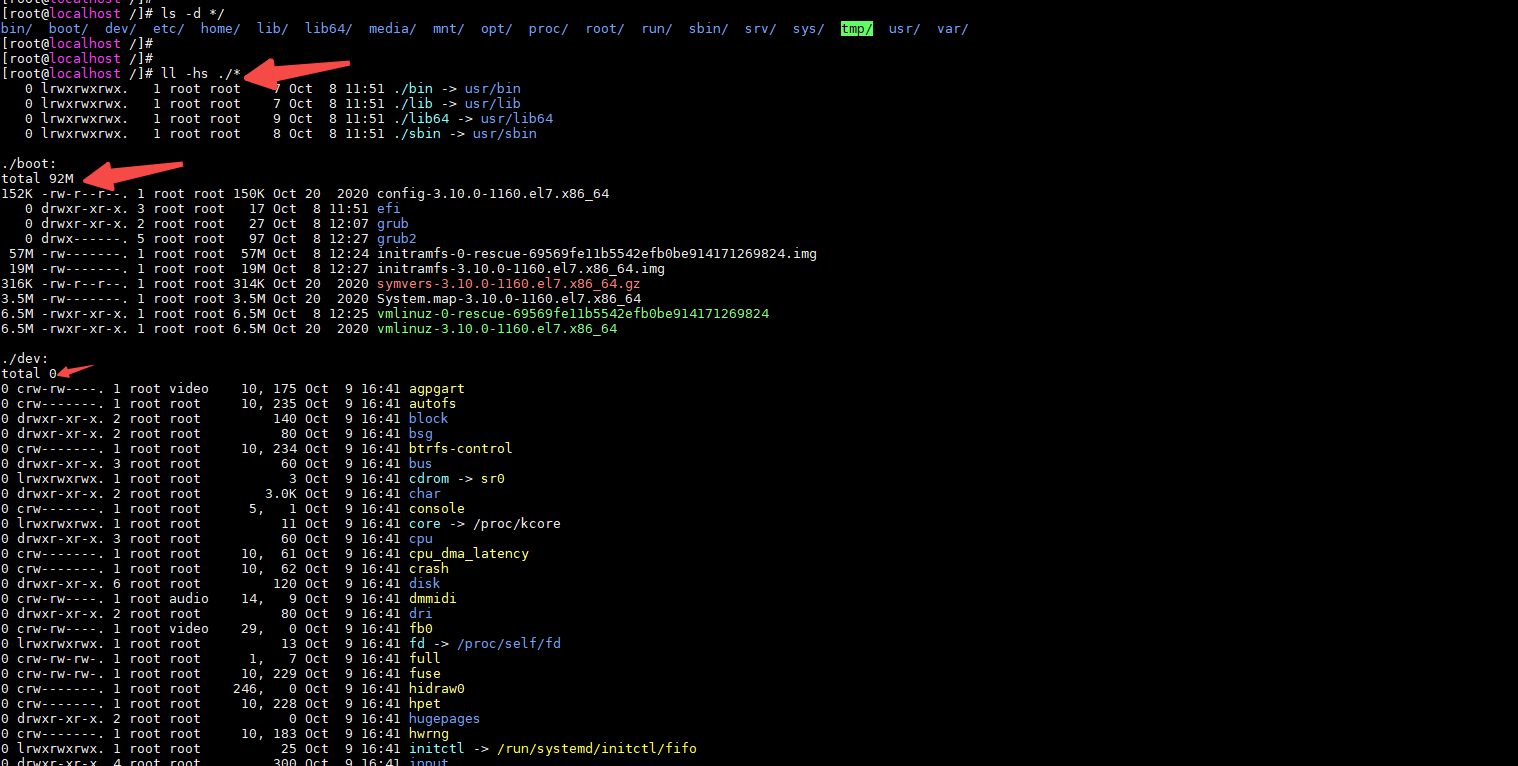 [root@localhost /]#
[root@localhost /]# ls -d */
bin/  boot/  dev/  etc/  home/  lib/  lib64/  media/  mnt/  opt/  proc/  root/  run/  sbin/  srv/  sys/  tmp/  usr/  var/
[root@localhost /]#
[root@localhost /]#
[root@localhost /]# ll -hs ./*
   0 lrwxrwxrwx.   1 root root    7 Oct  8 11:51 ./bin -> usr/bin
   0 lrwxrwxrwx.   1 root root    7 Oct  8 11:51 ./lib -> usr/lib
   0 lrwxrwxrwx.   1 root root    9 Oct  8 11:51 ./lib64 -> usr/lib64
   0 lrwxrwxrwx.   1 root root    8 Oct  8 11:51 ./sbin -> usr/sbin
./boot:
total 92M
152K -rw-r--r--. 1 root root 150K Oct 20  2020 config-3.10.0-1160.el7.x86_64
   0 drwxr-xr-x. 3 root root   17 Oct  8 11:51 efi
   0 drwxr-xr-x. 2 root root   27 Oct  8 12:07 grub
   0 drwx------. 5 root root   97 Oct  8 12:27 grub2
 57M -rw-------. 1 root root  57M Oct  8 12:24 initramfs-0-rescue-69569fe11b5542efb0be914171269824.img
 19M -rw-------. 1 root root  19M Oct  8 12:27 initramfs-3.10.0-1160.el7.x86_64.img
316K -rw-r--r--. 1 root root 314K Oct 20  2020 symvers-3.10.0-1160.el7.x86_64.gz
3.5M -rw-------. 1 root root 3.5M Oct 20  2020 System.map-3.10.0-1160.el7.x86_64
6.5M -rwxr-xr-x. 1 root root 6.5M Oct  8 12:25 vmlinuz-0-rescue-69569fe11b5542efb0be914171269824
6.5M -rwxr-xr-x. 1 root root 6.5M Oct 20  2020 vmlinuz-3.10.0-1160.el7.x86_64
./dev:
total 0
0 crw-rw----. 1 root video    10, 175 Oct  9 16:41 agpgart
0 crw-------. 1 root root     10, 235 Oct  9 16:41 autofs
0 drwxr-xr-x. 2 root root          140 Oct  9 16:41 block
0 drwxr-xr-x. 2 root root           80 Oct  9 16:41 bsg
0 crw-------. 1 root root     10, 234 Oct  9 16:41 btrfs-control
0 drwxr-xr-x. 3 root root           60 Oct  9 16:41 bus
0 lrwxrwxrwx. 1 root root            3 Oct  9 16:41 cdrom -> sr0
0 drwxr-xr-x. 2 root root        3.0K Oct  9 16:41 char
0 crw-------. 1 root root      5,   1 Oct  9 16:41 console
0 lrwxrwxrwx. 1 root root           11 Oct  9 16:41 core -> /proc/kcore
0 drwxr-xr-x. 3 root root           60 Oct  9 16:41 cpu
0 crw-------. 1 root root     10,  61 Oct  9 16:41 cpu_dma_latency
0 crw-------. 1 root root     10,  62 Oct  9 16:41 crash
0 drwxr-xr-x. 6 root root          120 Oct  9 16:41 disk
0 crw-rw----. 1 root audio    14,   9 Oct  9 16:41 dmmidi
0 drwxr-xr-x. 2 root root           80 Oct  9 16:41 dri
0 crw-rw----. 1 root video    29,   0 Oct  9 16:41 fb0
0 lrwxrwxrwx. 1 root root           13 Oct  9 16:41 fd -> /proc/self/fd
0 crw-rw-rw-. 1 root root      1,   7 Oct  9 16:41 full
0 crw-rw-rw-. 1 root root     10, 229 Oct  9 16:41 fuse
0 crw-------. 1 root root    246,   0 Oct  9 16:41 hidraw0
0 crw-------. 1 root root     10, 228 Oct  9 16:41 hpet
0 drwxr-xr-x. 2 root root            0 Oct  9 16:41 hugepages
0 crw-------. 1 root root     10, 183 Oct  9 16:41 hwrng
0 lrwxrwxrwx. 1 root root           25 Oct  9 16:41 initctl -> /run/systemd/initctl/fifo
0 drwxr-xr-x. 4 root root          300 Oct  9 16:41 input